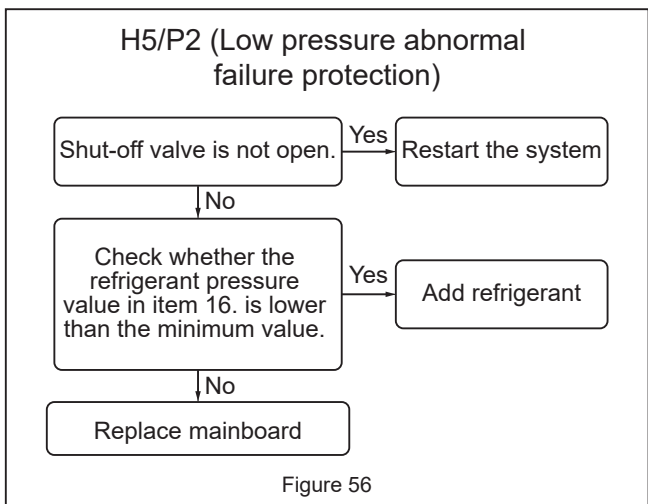 H5/P2 (Low pressure abnormal
failure protection)
Shut-off valve is not open.
Yes
Restart the system
No
Check whether the
refrigerant pressure
value in item 16. is lower
than the minimum value.
Yes
Add refrigerant
No
Replace mainboard
Figure 56